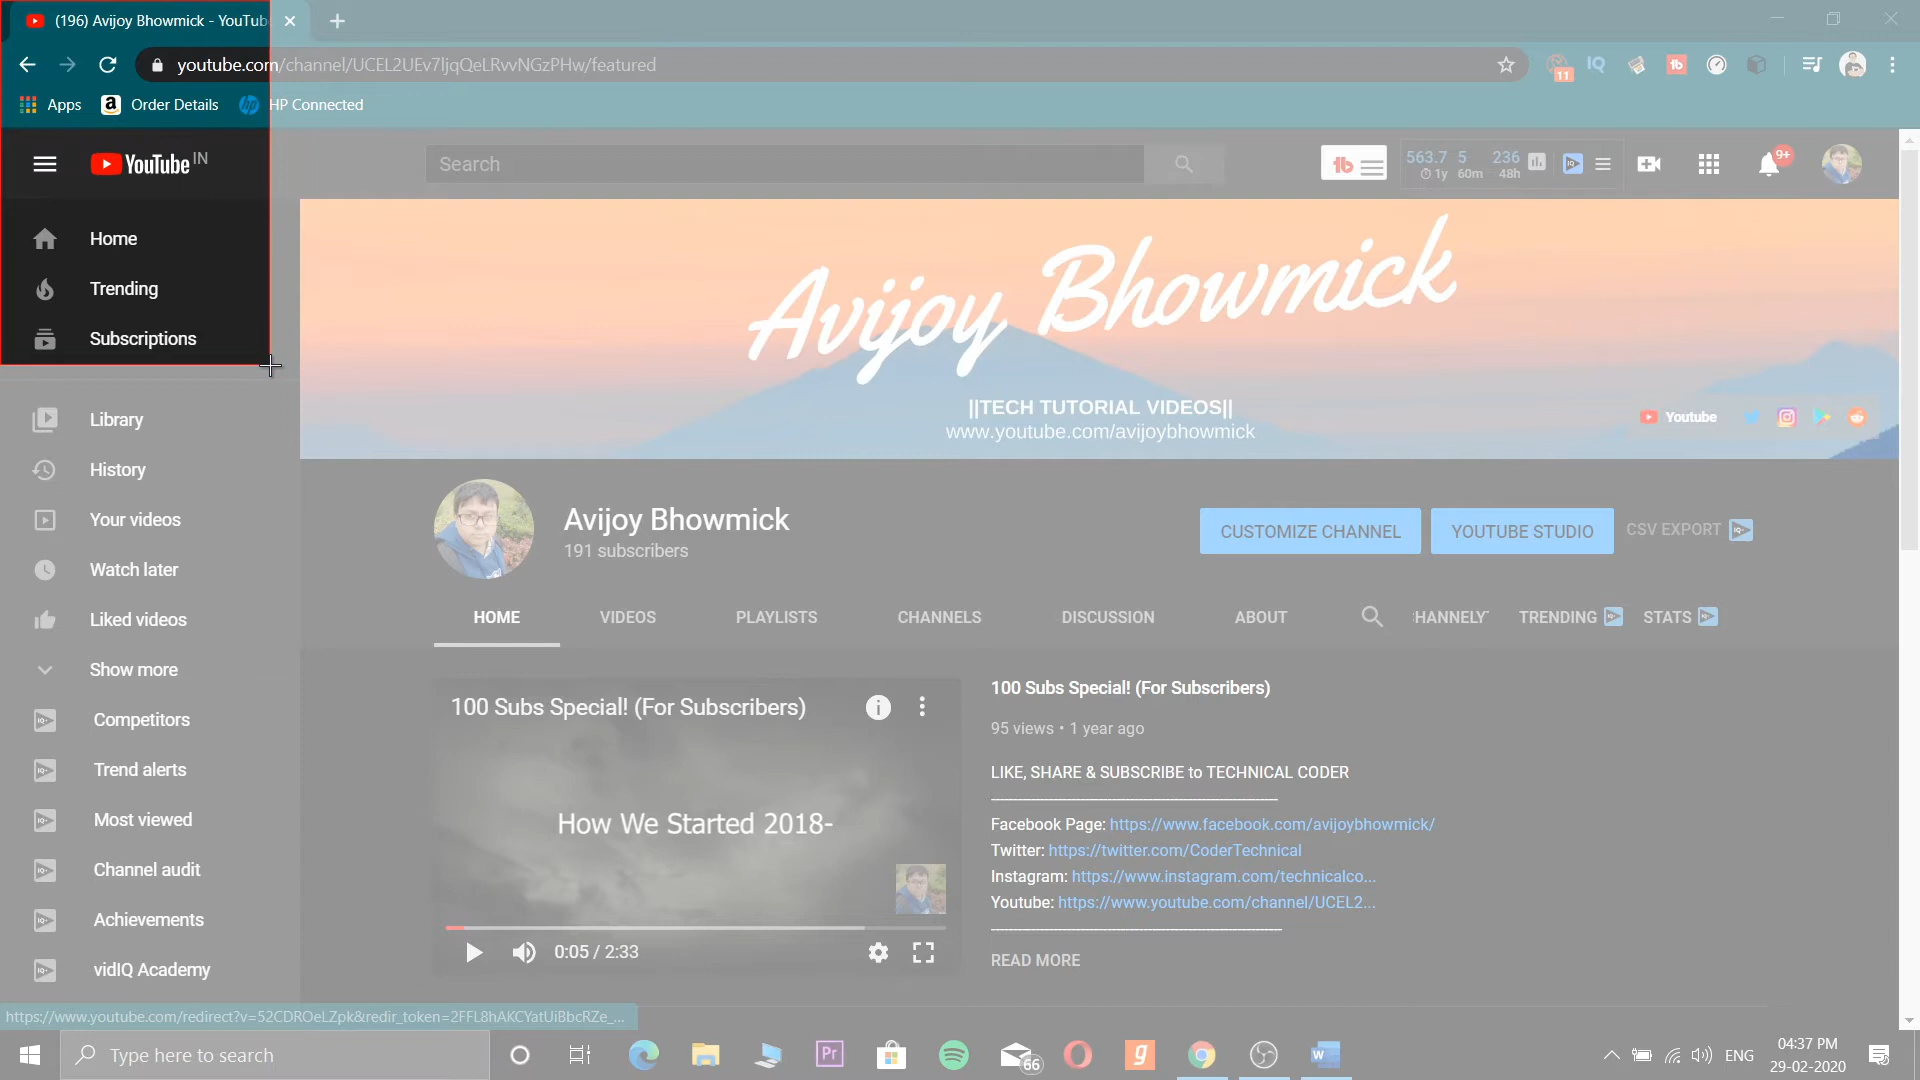 (196) Avijoy Bhowmick - YouTub
youtube.com/channel/UCEL2UEv7ljqQeLRvvNGzPHw/featured
11
Apps
Order Details
HP Connected
YouTube IN
Search
563.7 5 236
1y 60m 48h
9+
Home
Trending
Subscriptions
Library
History
Your videos
Watch later
Liked videos
Show more
Competitors
Trend alerts
Most viewed
Channel audit
Achievements
vidIQ Academy
Avijoy Bhowmick
||TECH TUTORIAL VIDEOS||
www.youtube.com/avijoybhowmick
Youtube
Avijoy Bhowmick
191 subscribers
CUSTOMIZE CHANNEL
YOUTUBE STUDIO
CSV EXPORT
HOME
VIDEOS
PLAYLISTS
CHANNELS
DISCUSSION
ABOUT
HANNELY
TRENDING
STATS
100 Subs Special! (For Subscribers)
How We Started 2018-
0:05 / 2:33
100 Subs Special! (For Subscribers)
95 views • 1 year ago
LIKE, SHARE & SUBSCRIBE to TECHNICAL CODER
Facebook Page: https://www.facebook.com/avijoybhowmick/
Twitter: https://twitter.com/CoderTechnical
Instagram: https://www.instagram.com/technicalco...
Youtube: https://www.youtube.com/channel/UCEL2...
READ MORE
https://www.youtube.com/redirect?v=52CDROeLZpk&redir_token=2FFL8hAKCYatUiBbcRZe_...
Type here to search
66
ENG
04:37 PM
29-02-2020